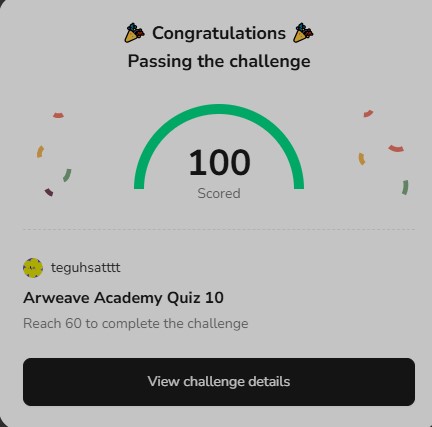 🎉 Congratulations 🎉
Passing the challenge
100
Scored
teguhsatttt
Arweave Academy Quiz 10
Reach 60 to complete the challenge
View challenge details